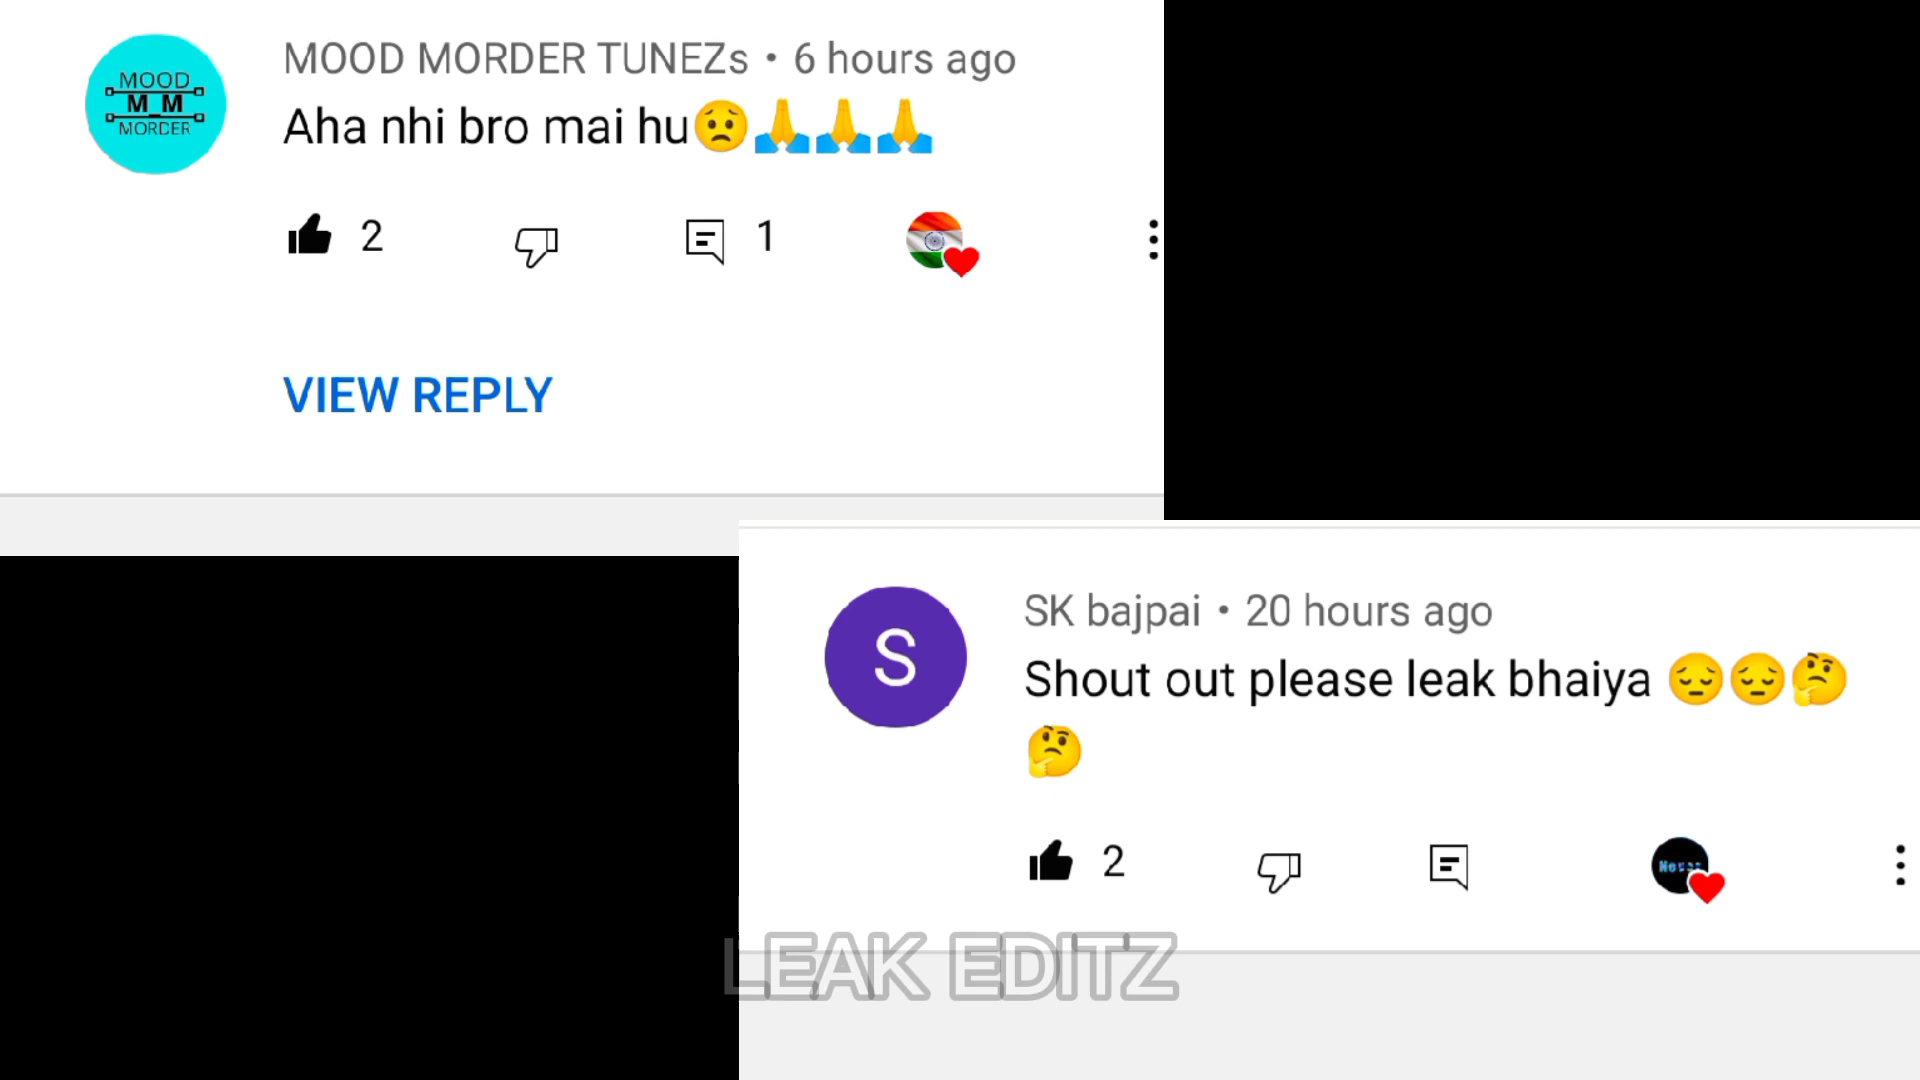 MOOD
M_M
MORDER
MOOD MORDER TUNEZs • 6 hours ago
Aha nhi bro mai hu😟🙏🙏🙏
2
1
VIEW REPLY
S
SK bajpai • 20 hours ago
Shout out please leak bhaiya 😔😔🤔
🤔
2
LEAK EDITZ